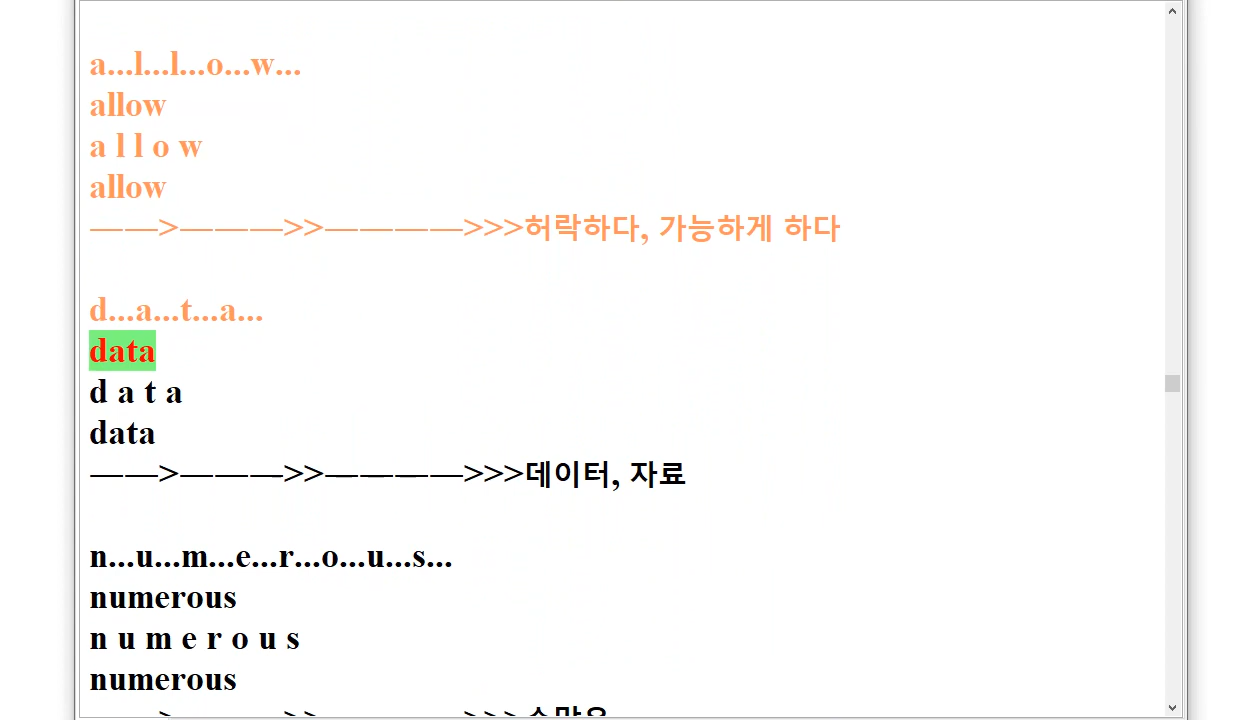 a...l...l...o...w...
allow
a l l o w
allow
——>———>>————>>>허락하다, 가능하게 하다
d...a...t...a...
data
d a t a
data
——>———>>————>>>데이터, 자료
n...u...m...e...r...o...u...s...
numerous
n u m e r o u s
numerous
——>———>>————>>>